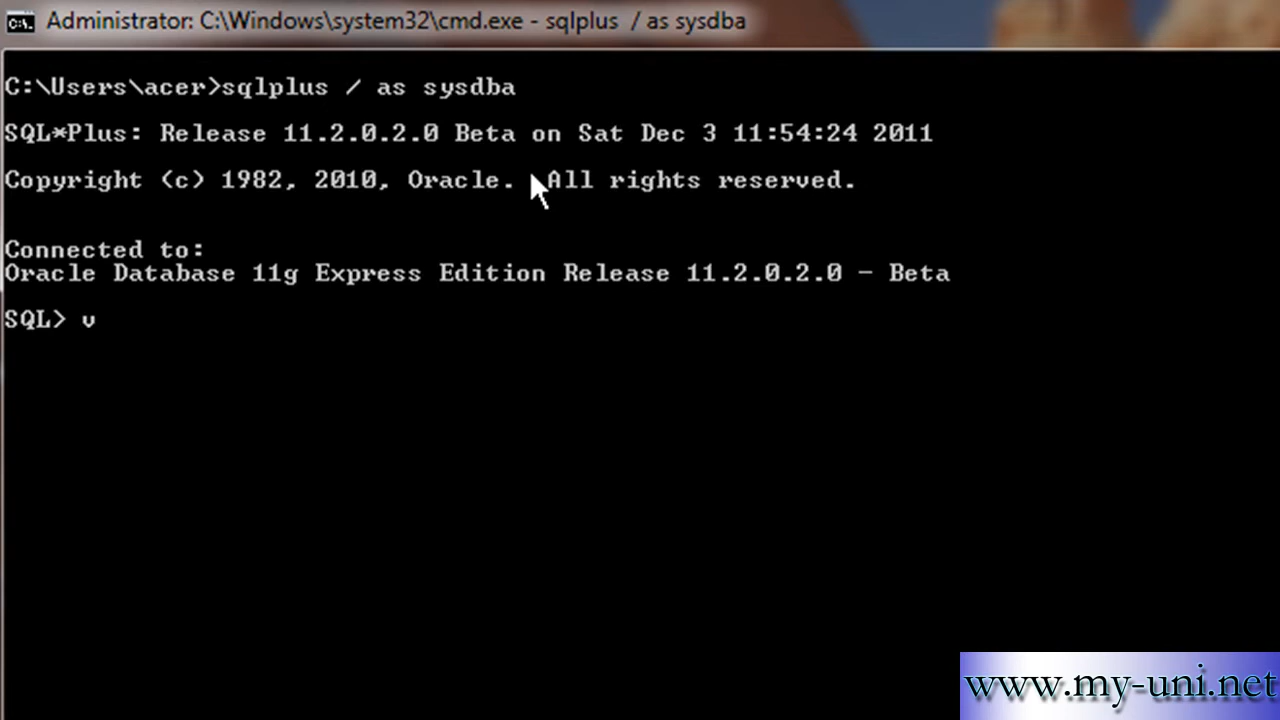 Administrator: C:\Windows\system32\cmd.exe - sqlplus / as sysdba
C:\Users\acer>sqlplus / as sysdba
SQL*Plus: Release 11.2.0.2.0 Beta on Sat Dec 3 11:54:24 2011
Copyright (c) 1982, 2010, Oracle. All rights reserved.
Connected to:
Oracle Database 11g Express Edition Release 11.2.0.2.0 - Beta
SQL> v
www.my-uni.net